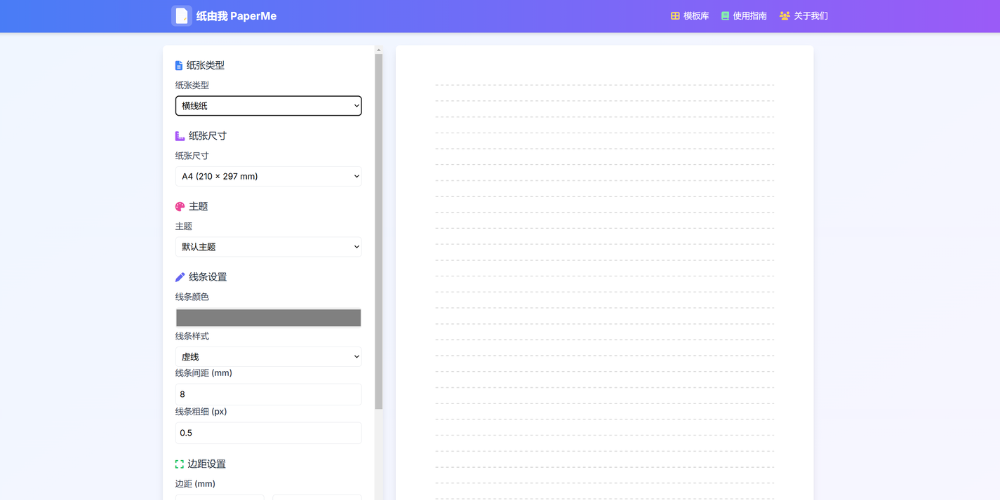 纸由我 PaperMe
模板库 使用指南 关于我们
纸张类型
纸张类型
横线纸
纸张尺寸
纸张尺寸
A4 (210 × 297 mm)
主题
主题
默认主题
线条设置
线条颜色
线条样式
虚线
线条间距 (mm)
8
线条粗细 (px)
0.5
边距设置
边距 (mm)